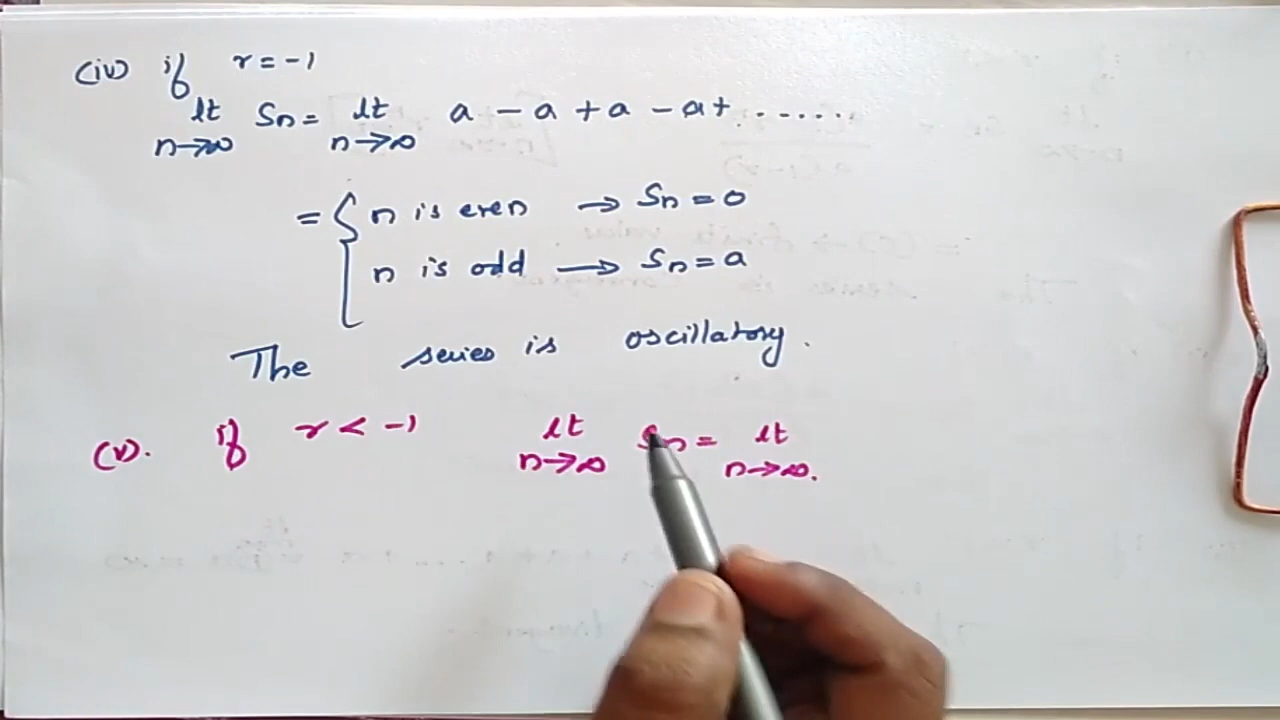 (iv) if r = -1
lt Sn = lt a - a + a - a + ......
n→∞ n→∞
= { n is even → Sn = 0
n is odd → Sn = a
The series is oscillatory.
(v). if r < -1 lt Sn = lt
n→∞ n→∞.